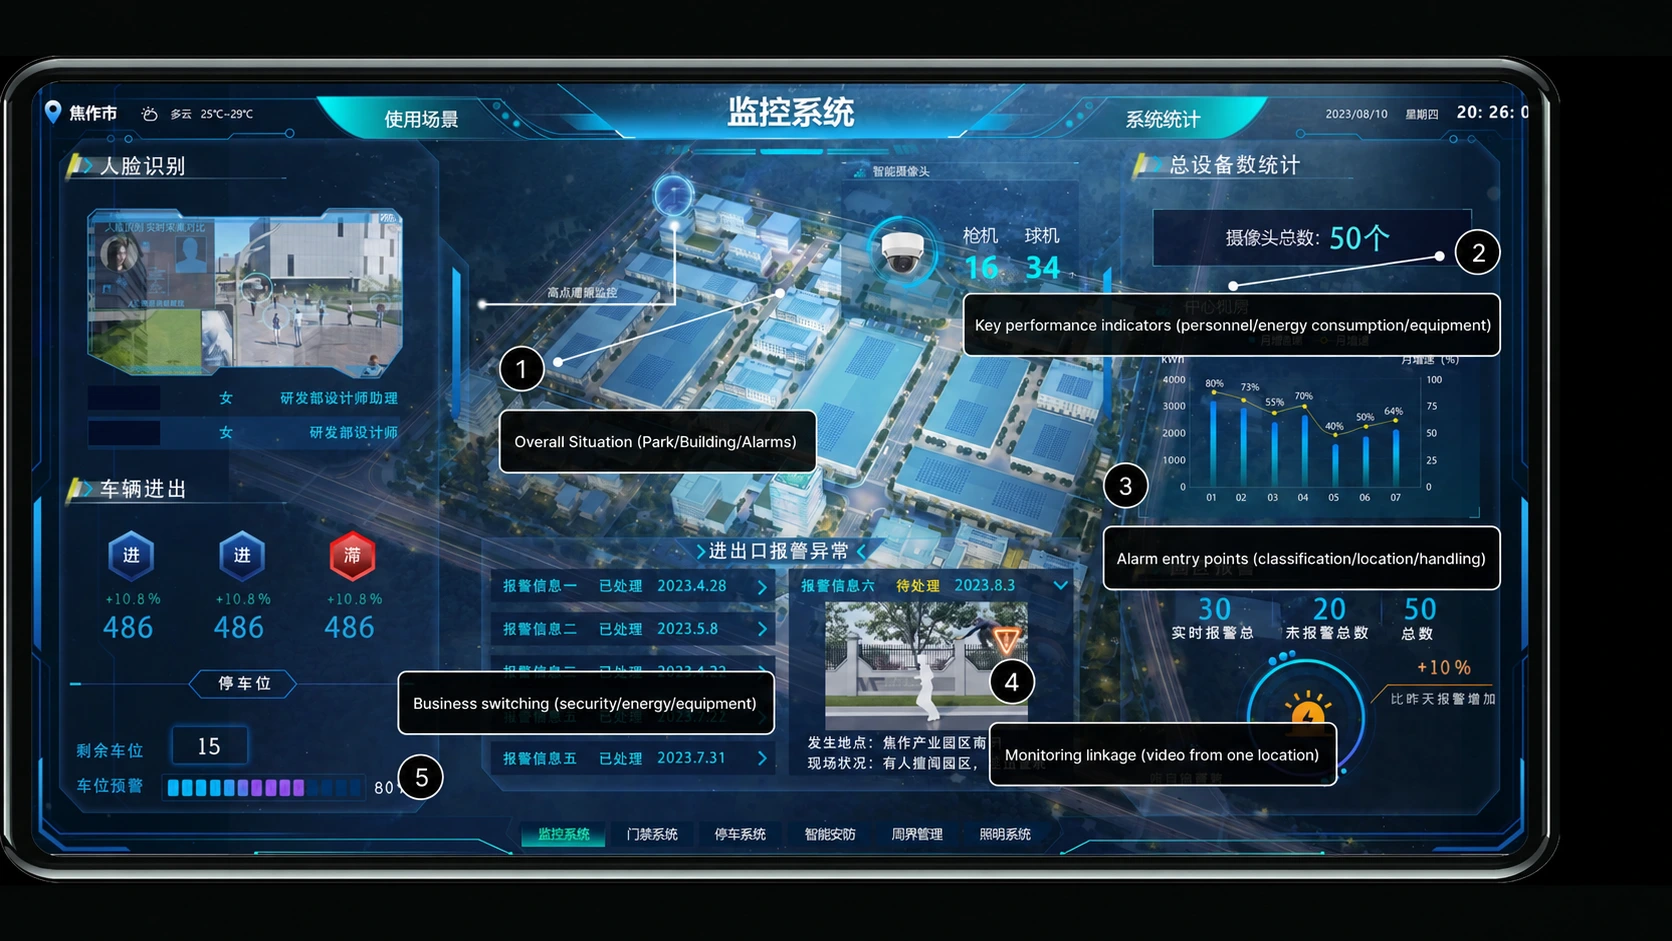 焦作市
多云 25℃~29℃
使用场景
监控系统
系统统计
2023/08/10 星期四 20: 26: 0
人脸识别
人脸识别 实时采集对比
女 研发部设计师助理
女 研发部设计师
车辆进出
进 进 滞
+10.8% +10.8% +10.8%
486 486 486
停车位
剩余车位 15
车位预警 80
智能摄像头
枪机 球机
16 34
高点
监控
1
Overall Situation (Park/Building/Alarms)
进出口报警异常
报警信息一 已处理 2023.4.28
报警信息二 已处理 2023.5.8
2023.4.22
Business switching (security/energy/equipment)
报警信息五 已处理 2023.7.31
5
报警信息六 待处理 2023.8.3
4
发生地点：焦作产业园区南
现场状况：有人擅闯园区，
Monitoring linkage (video from one location)
总设备数统计
摄像头总数：50个
2
Key performance indicators (personnel/energy consumption/equipment)
kWh 月增速 (%)
4000 3000 2000 1000 0
80% 73% 55% 70% 40% 50% 64%
100 75 50 25 0
01 02 03 04 05 06 07
3
Alarm entry points (classification/location/handling)
30 20 50
实时报警总 未报警总数 总数
+10%
比昨天报警增加
监控系统 门禁系统 停车系统 智能安防 周界管理 照明系统